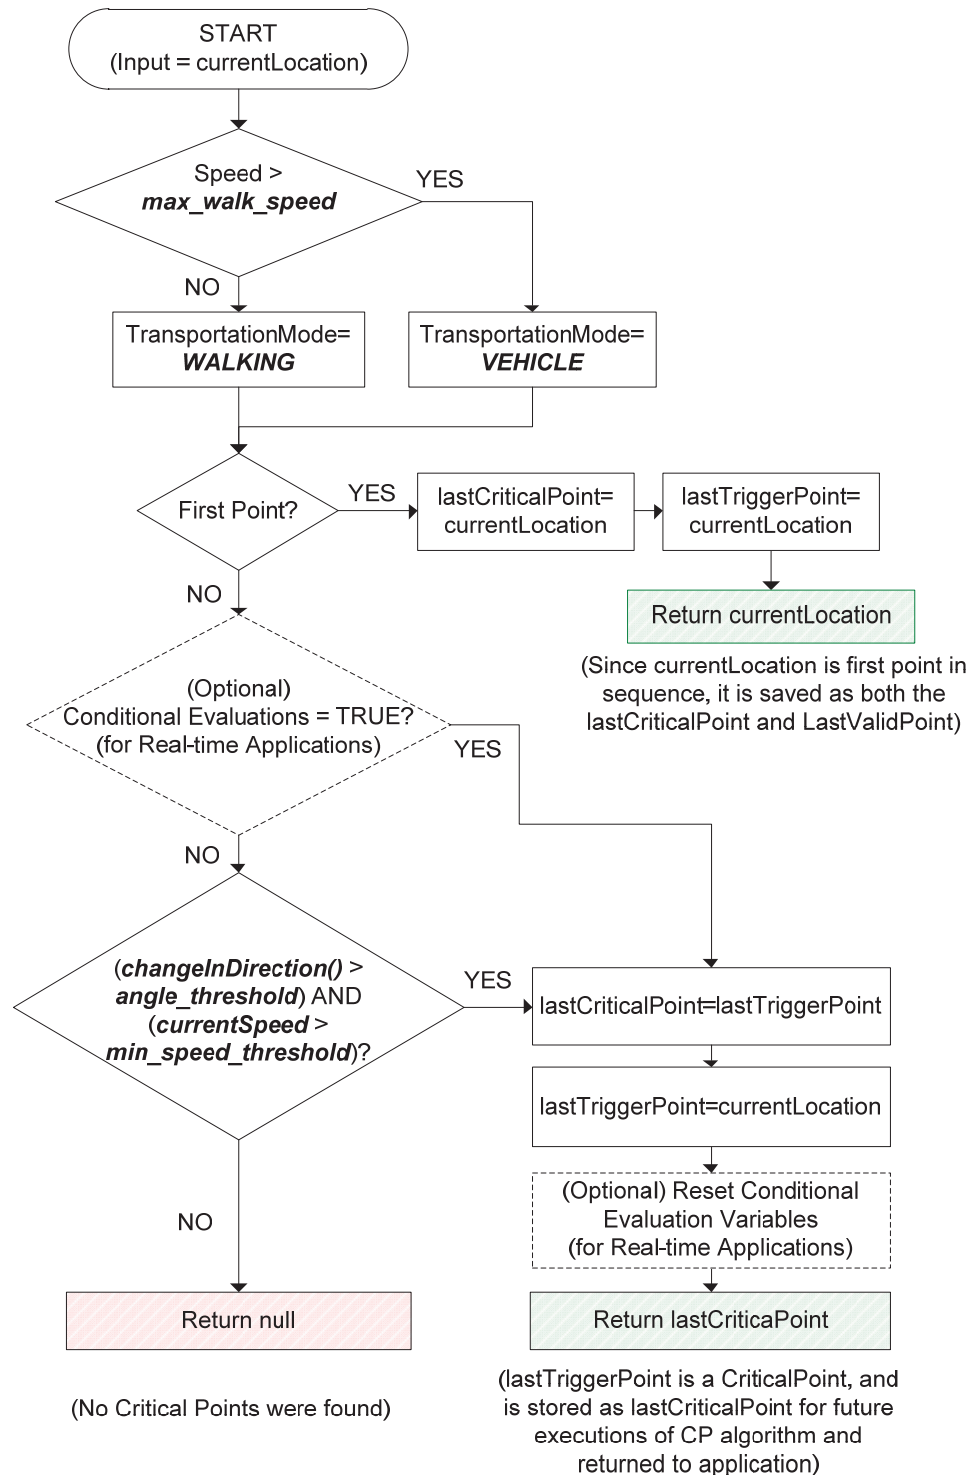 START
(Input = currentLocation)
Speed >
max_walk_speed
YES
NO
TransportationMode=
WALKING
TransportationMode=
VEHICLE
First Point?
YES
lastCriticalPoint=
currentLocation
lastTriggerPoint=
currentLocation
NO
Return currentLocation
(Since currentLocation is first point in
sequence, it is saved as both the
lastCriticalPoint and LastValidPoint)
(Optional)
Conditional Evaluations = TRUE?
(for Real-time Applications)
YES
NO
(changeInDirection() >
angle_threshold) AND
(currentSpeed >
min_speed_threshold)?
YES
lastCriticalPoint=lastTriggerPoint
lastTriggerPoint=currentLocation
(Optional) Reset Conditional
Evaluation Variables
(for Real-time Applications)
NO
Return null
Return lastCriticaPoint
(No Critical Points were found)
(lastTriggerPoint is a CriticalPoint, and
is stored as lastCriticalPoint for future
executions of CP algorithm and
returned to application)